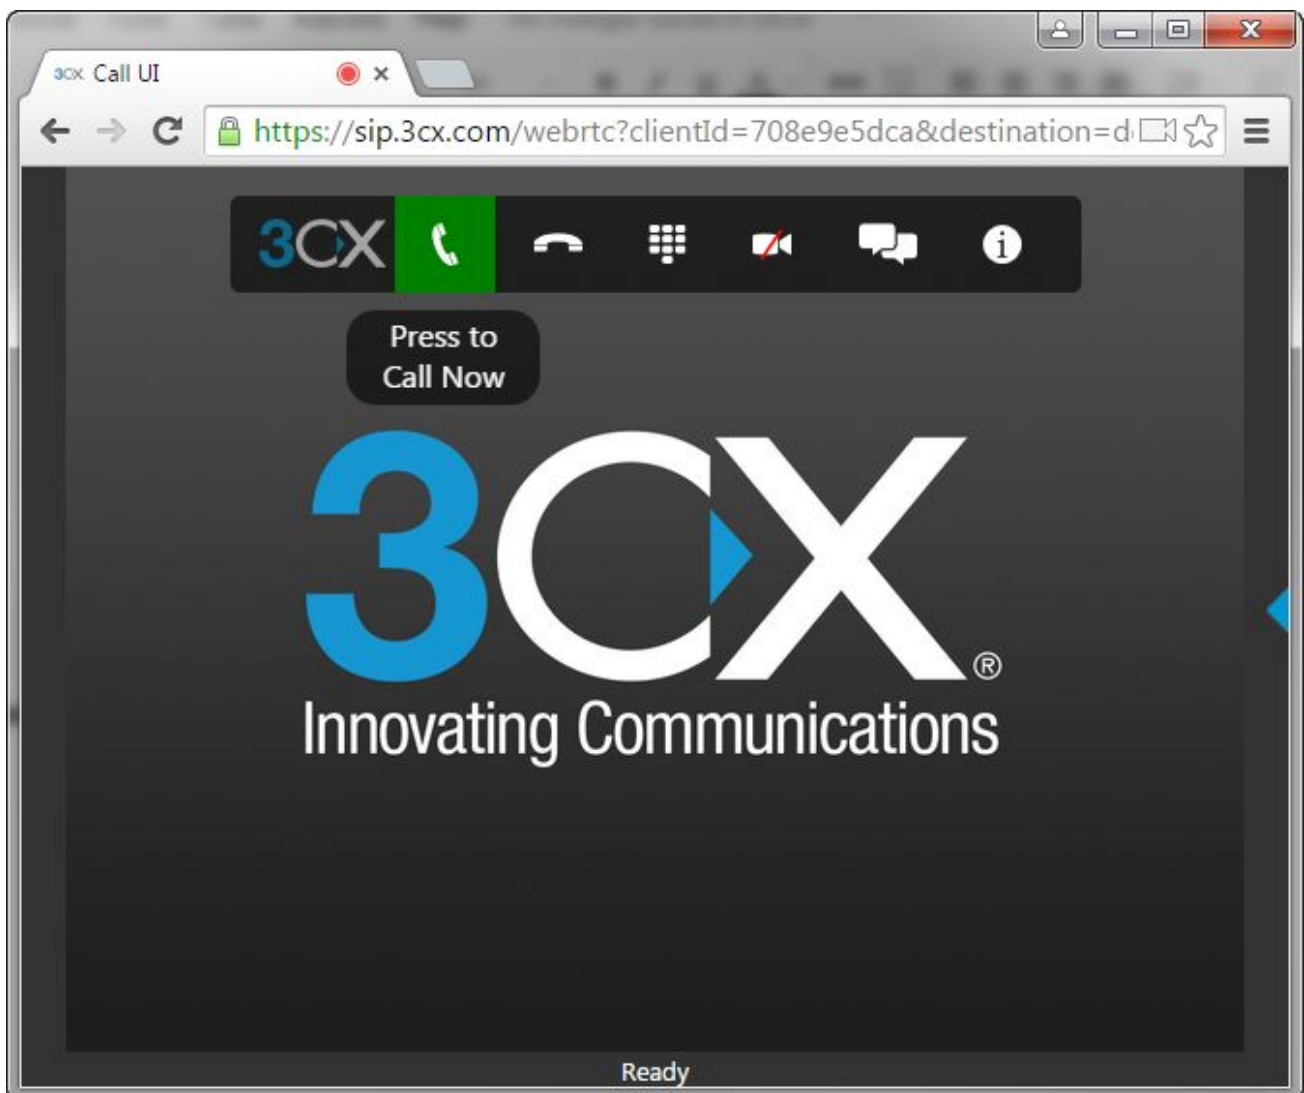 3CX Call UI
https://sip.3cx.com/webrtc?clientId=708e9e5dca&destination=d
3CX
Press to
Call Now
3CX®
Innovating Communications
Ready